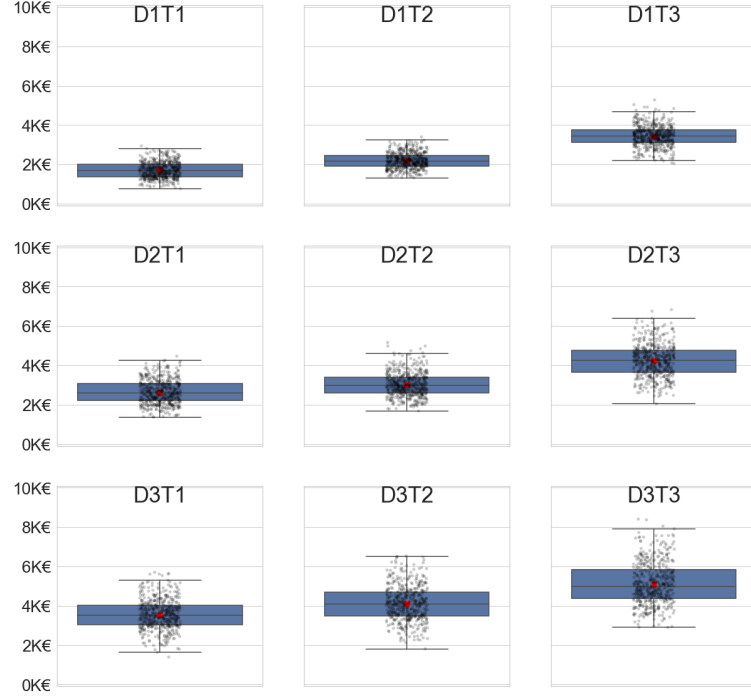 D1T1 D1T2 D1T3
10K€
8K€
6K€
4K€
2K€
0K€
D2T1 D2T2 D2T3
10K€
8K€
6K€
4K€
2K€
0K€
D3T1 D3T2 D3T3
10K€
8K€
6K€
4K€
2K€
0K€